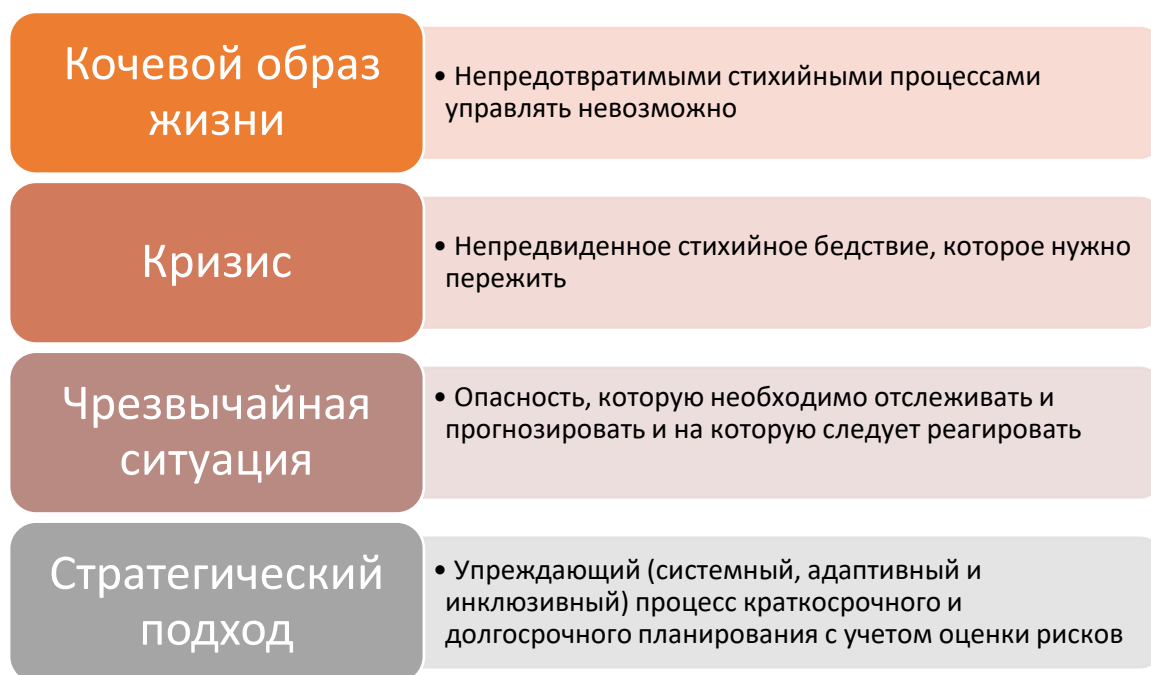 Кочевой образ
жизни
• Непредотвратимыми стихийными процессами
управлять невозможно
Кризис
• Непредвиденное стихийное бедствие, которое нужно
пережить
Чрезвычайная
ситуация
• Опасность, которую необходимо отслеживать и
прогнозировать и на которую следует реагировать
Стратегический
подход
• Упреждающий (системный, адаптивный и
инклюзивный) процесс краткосрочного и
долгосрочного планирования с учетом оценки рисков